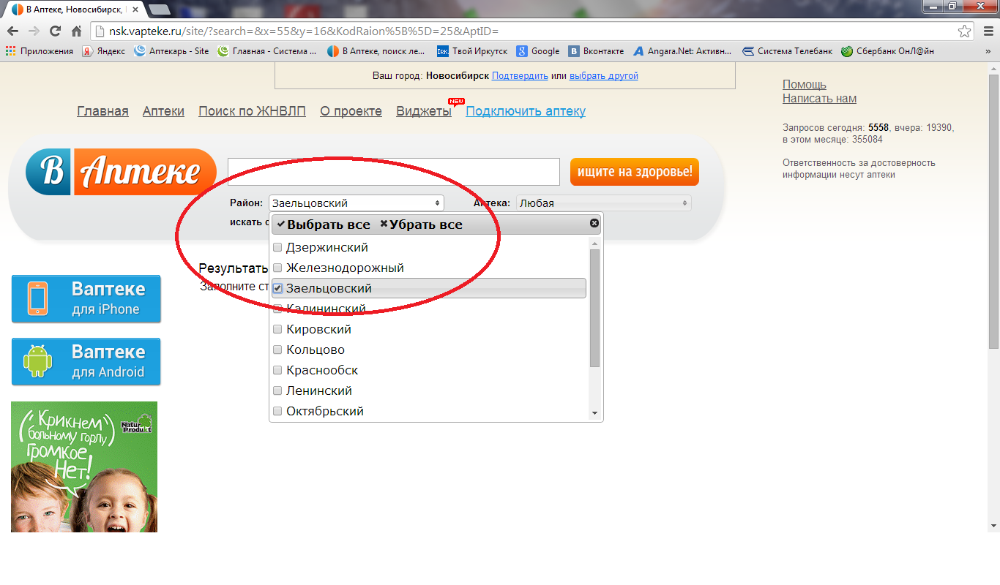 В Аптеке, Новосибирск,
nsk.vapteke.ru/site/?search=&x=55&y=16&KodRaion%5B%5D=25&AptID=
Приложения Яндекс Аптекарь - Site Главная - Система ... В Аптеке, поиск ле... IRK Твой Иркутск Google Вконтакте Angara.Net: Активн... Система Телебанк Сбербанк ОнЛ@йн »
Ваш город: Новосибирск Подтвердить или выбрать другой
Помощь
Написать нам
NEW
Главная Аптеки Поиск по ЖНВЛП О проекте Виджеты Подключить аптеку
Запросов сегодня: 5558, вчера: 19390,
в этом месяце: 355084
Ответственность за достоверность
информации несут аптеки
В Аптеке
ищите на здоровье!
Район: Заельцовский Аптека: Любая
искать с
Выбрать все Убрать все
Дзержинский
Железнодорожный
Заельцовский
Калининский
Кировский
Кольцово
Краснообск
Ленинский
Октябрьский
Результаты
Заполните ст
Ваптеке
для iPhone
Ваптеке
для Android
Крикнем
больному горлу
Громкое
Нет!
Natur
Produkt